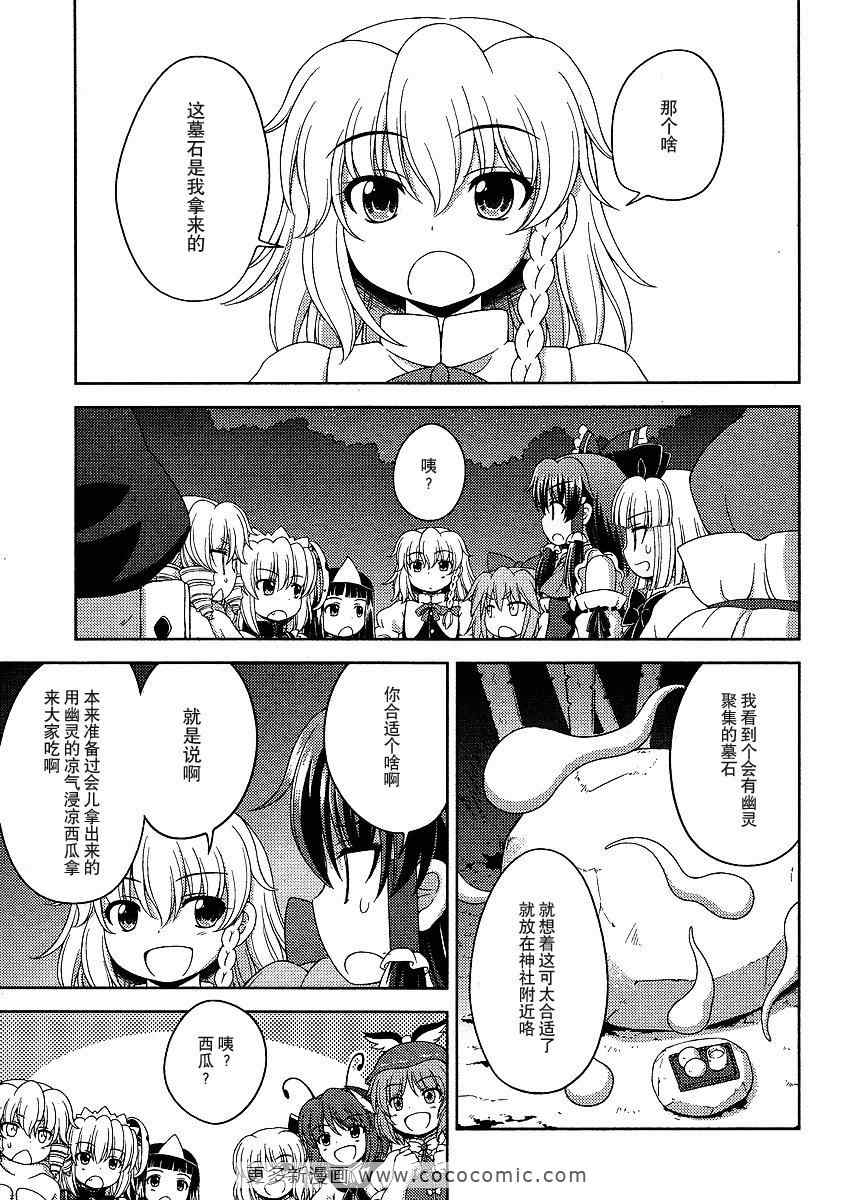 那个啥
这墓石是我拿来的
咦？
我看到个会有幽灵
聚集的墓石
就想着这可太合适了
就放在神社附近咯
你合适个啥啊
就是说啊
本来准备过会儿拿出来的
用幽灵的凉气浸凉西瓜拿
来大家吃啊
咦？
西瓜？
更多新漫画 www.cococomic.com